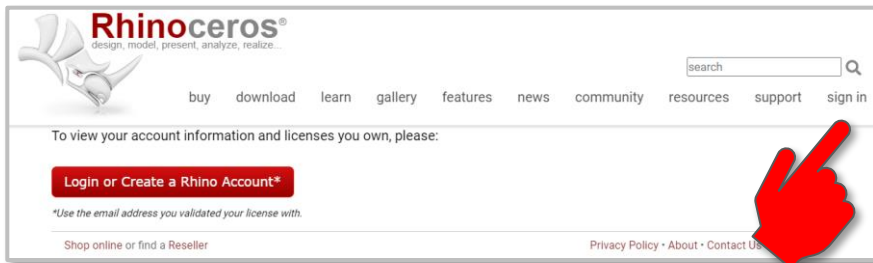 Rhinoceros®
design, model, present, analyze, realize...
search
buy download learn gallery features news community resources support sign in
To view your account information and licenses you own, please:
Login or Create a Rhino Account*
*Use the email address you validated your license with.
Shop online or find a Reseller
Privacy Policy • About • Contact Us